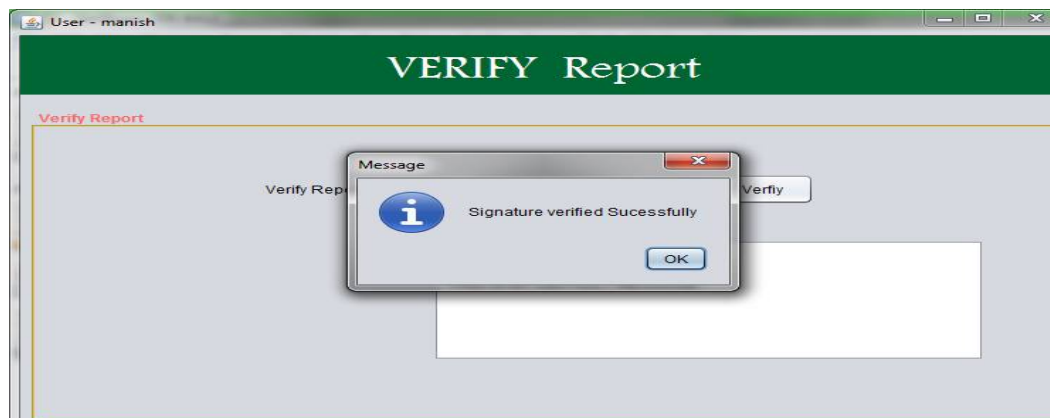 User - manish
VERIFY Report
Verify Report
Message
Verify Repo
Verfiy
Signature verified Sucessfully
OK